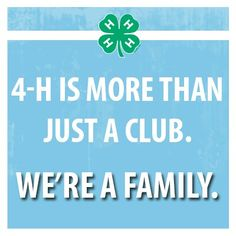 H H
H H
4-H IS MORE THAN
JUST A CLUB.
WE'RE A FAMILY.